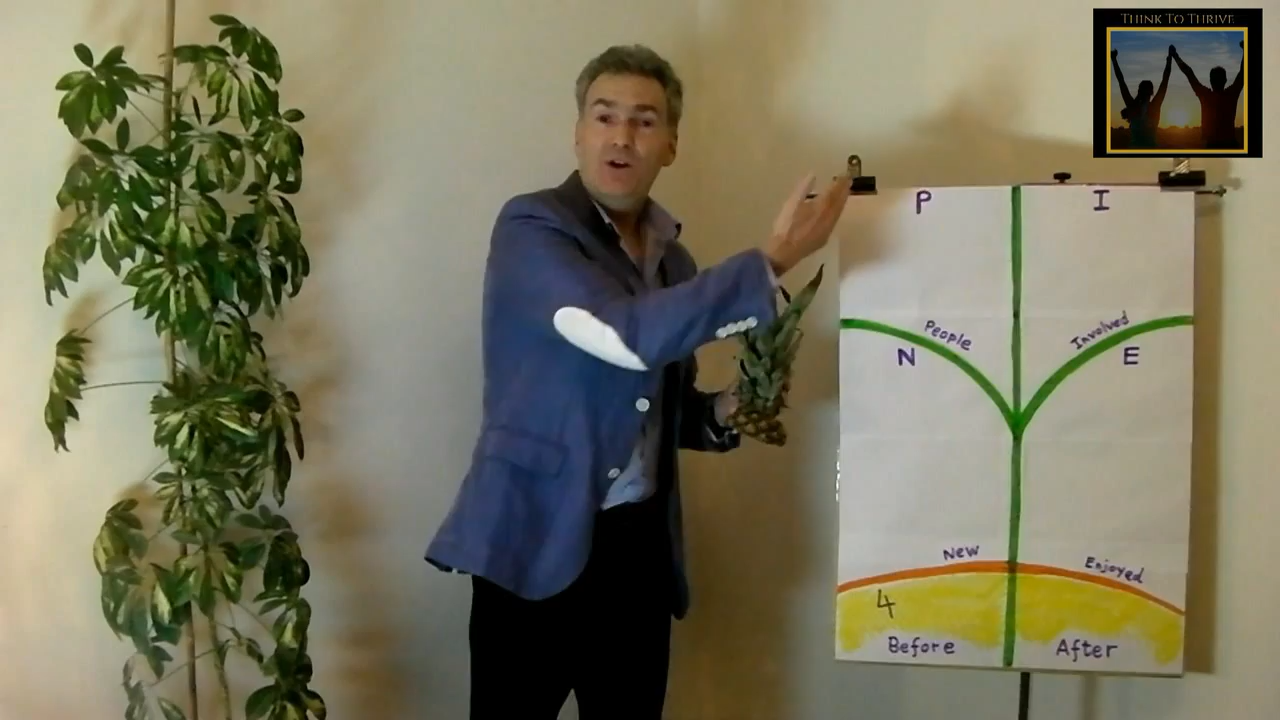 THINK TO THRIVE
P I
People Involved
N E
New Enjoyed
4
Before After